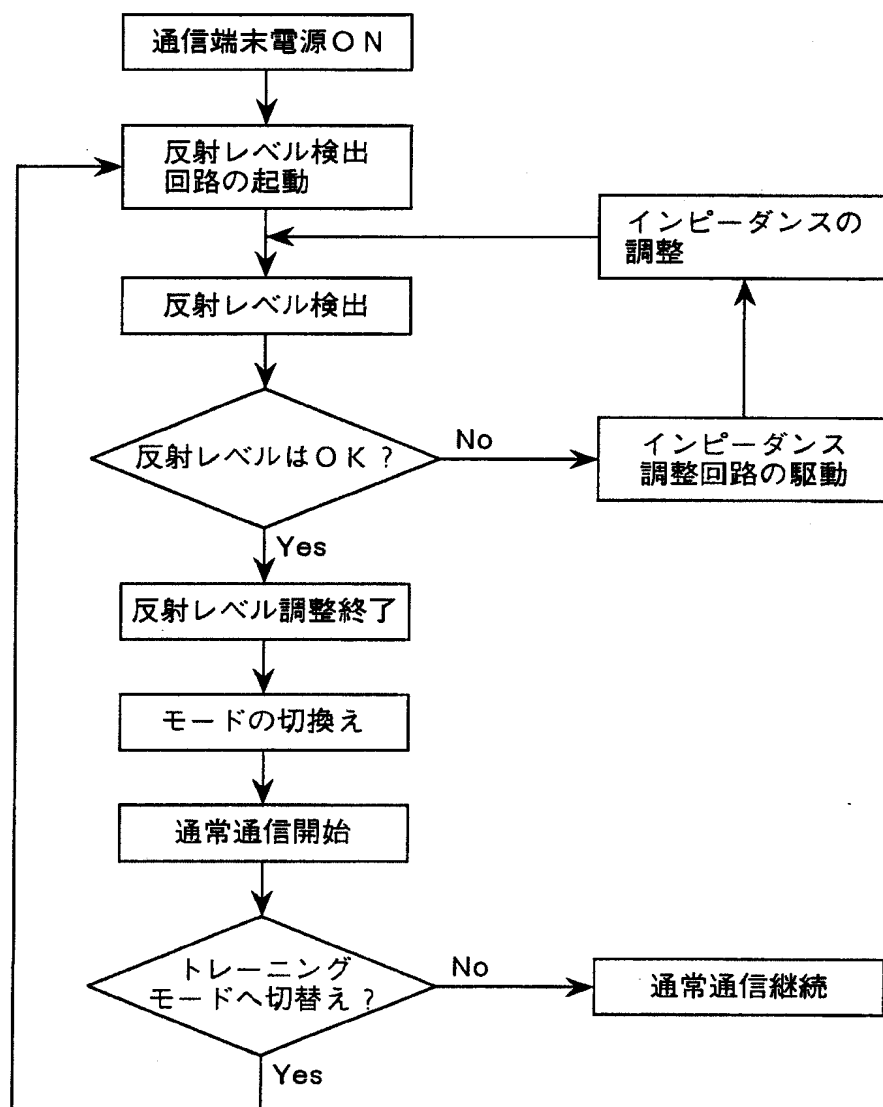 通信端末電源ON
反射レベル検出
回路の起動
インピーダンスの
調整
反射レベル検出
反射レベルはOK?
No
インピーダンス
調整回路の駆動
Yes
反射レベル調整終了
モードの切換え
通常通信開始
トレーニング
モードへ切替え?
No
通常通信継続
Yes